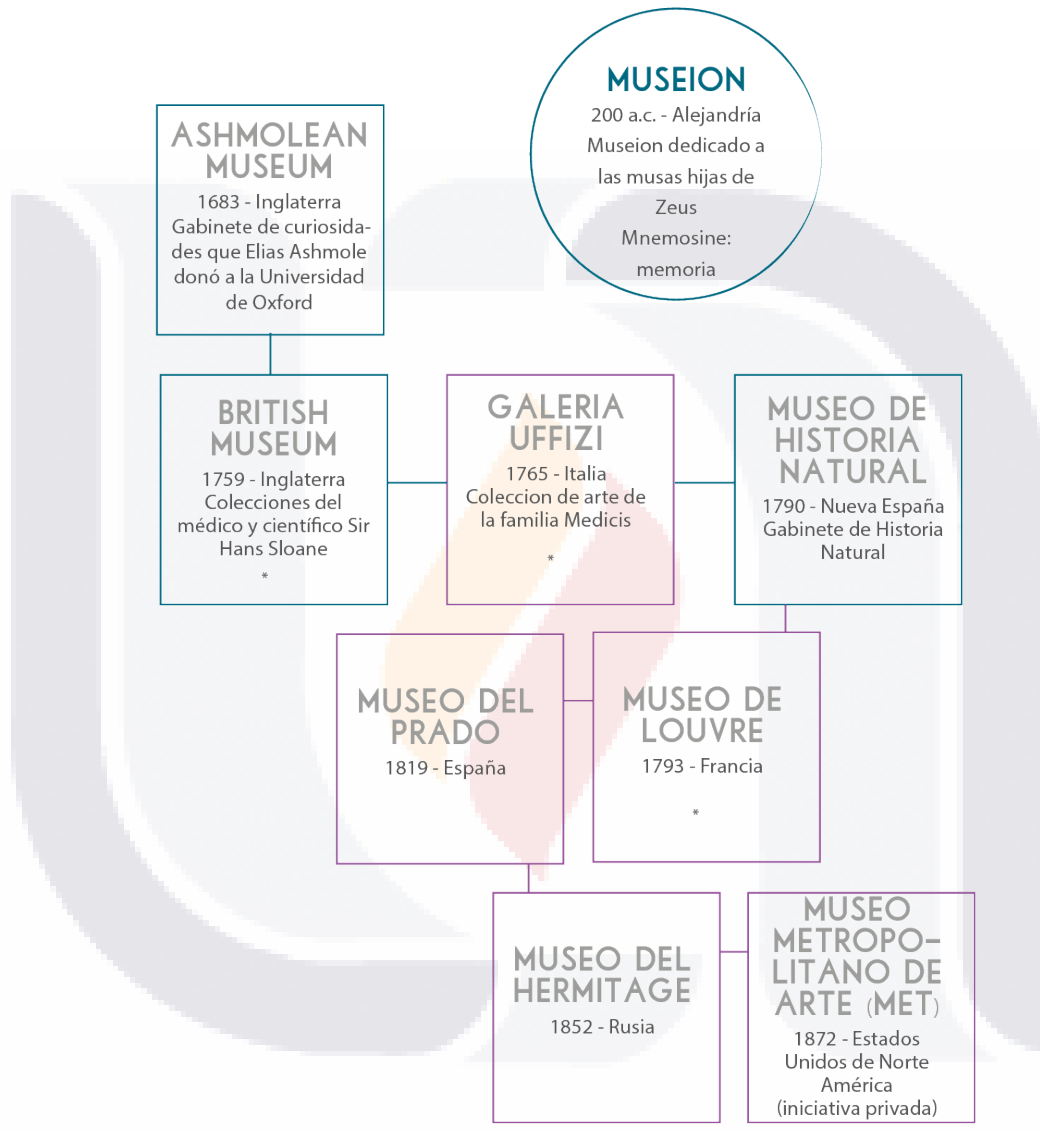 MUSEION
200 a.c. - Alejandría
Museion dedicado a
las musas hijas de
Zeus
Mnemosine:
memoria
ASHMOLEAN
MUSEUM
1683 - Inglaterra
Gabinete de curiosida-
des que Elias Ashmole
donó a la Universidad
de Oxford
BRITISH
MUSEUM
1759 - Inglaterra
Colecciones del
médico y científico Sir
Hans Sloane
*
GALERIA
UFFIZI
1765 - Italia
Coleccion de arte de
la familia Medicis
*
MUSEO DE
HISTORIA
NATURAL
1790 - Nueva España
Gabinete de Historia
Natural
MUSEO DEL
PRADO
1819 - España
MUSEO DE
LOUVRE
1793 - Francia
*
MUSEO DEL
HERMITAGE
1852 - Rusia
MUSEO
METROPO-
LITANO DE
ARTE (MET)
1872 - Estados
Unidos de Norte
América
(iniciativa privada)